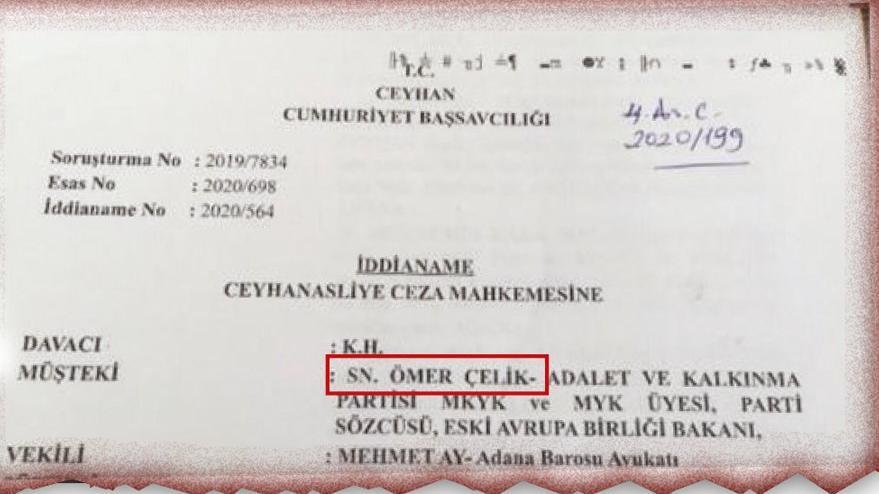 T.C.
CEYHAN
CUMHURİYET BAŞSAVCILIĞI
4. As. C.
2020/199
Soruşturma No : 2019/7834
Esas No : 2020/698
İddianame No : 2020/564
İDDİANAME
CEYHANASLİYE CEZA MAHKEMESİNE
DAVACI : K.H.
MÜŞTEKİ : SN. ÖMER ÇELİK- ADALET VE KALKINMA
PARTİSİ MKYK ve MYK ÜYESİ, PARTİ
SÖZCÜSÜ, ESKİ AVRUPA BİRLİĞİ BAKANI,
VEKİLİ : MEHMET AY- Adana Barosu Avukatı